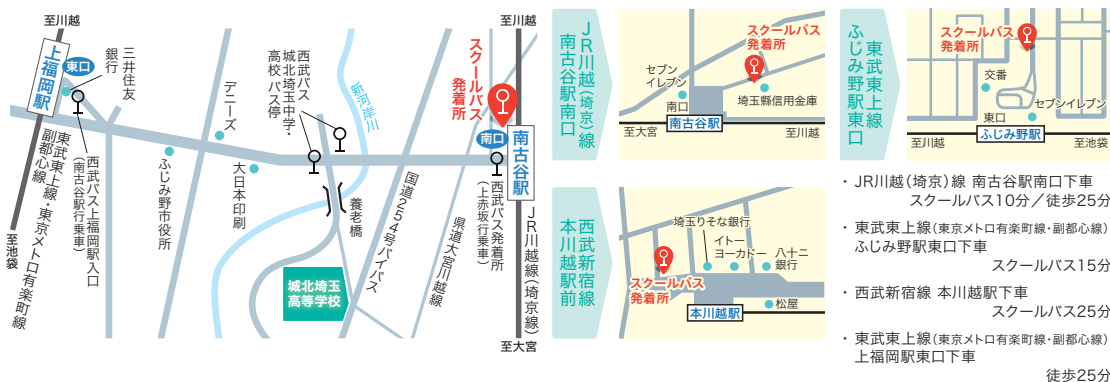 至川越
上福岡駅
東口
三井住友
銀行
西武バス
城北埼玉中学・
高校 バス停
デニーズ
新河岸川
スクールバス
発着所
至川越
南口
南古谷駅
東武東上線・東京メトロ有楽町線
副都心線
西武バス上福岡駅入口
(南古谷駅行乗車)
ふじみ野市役所
大日本印刷
養老橋
国道254号バイパス
県道大宮川越線
西武バス発着所
(上赤坂行乗車)
JR川越線(埼京線)
城北埼玉
高等学校
至池袋
至大宮
JR川越(埼京)線
南古谷駅南口
スクールバス
発着所
セブン
イレブン
南口
埼玉縣信用金庫
至大宮
南古谷駅
至川越
東武東上線
ふじみ野駅東口
スクールバス
発着所
交番
セブンイレブン
東口
至川越
ふじみ野駅
至池袋
西武新宿線
本川越駅前
埼玉りそな銀行
イトー
ヨーカドー
八十二
銀行
スクールバス
発着所
本川越駅
松屋
・JR川越(埼京)線 南古谷駅南口下車
スクールバス10分／徒歩25分
・東武東上線(東京メトロ有楽町線・副都心線)
ふじみ野駅東口下車
スクールバス15分
・西武新宿線 本川越駅下車
スクールバス25分
・東武東上線(東京メトロ有楽町線・副都心線)
上福岡駅東口下車
徒歩25分